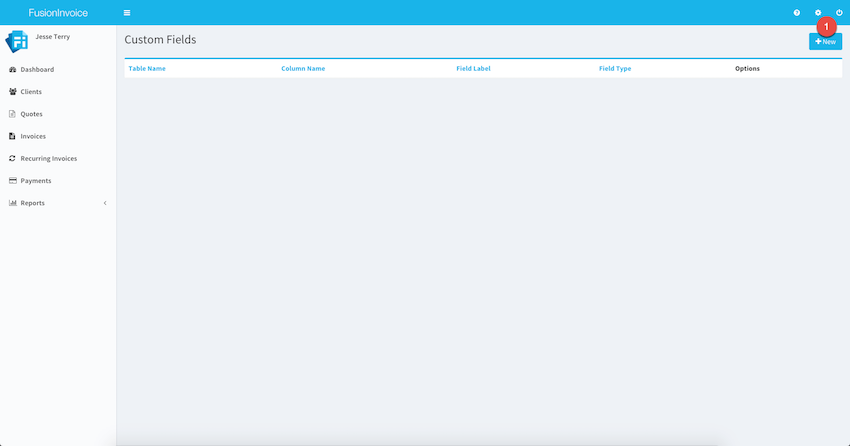 FusionInvoice
Jesse Terry
Custom Fields
1
+ New
Table Name Column Name Field Label Field Type Options
Dashboard
Clients
Quotes
Invoices
Recurring Invoices
Payments
Reports